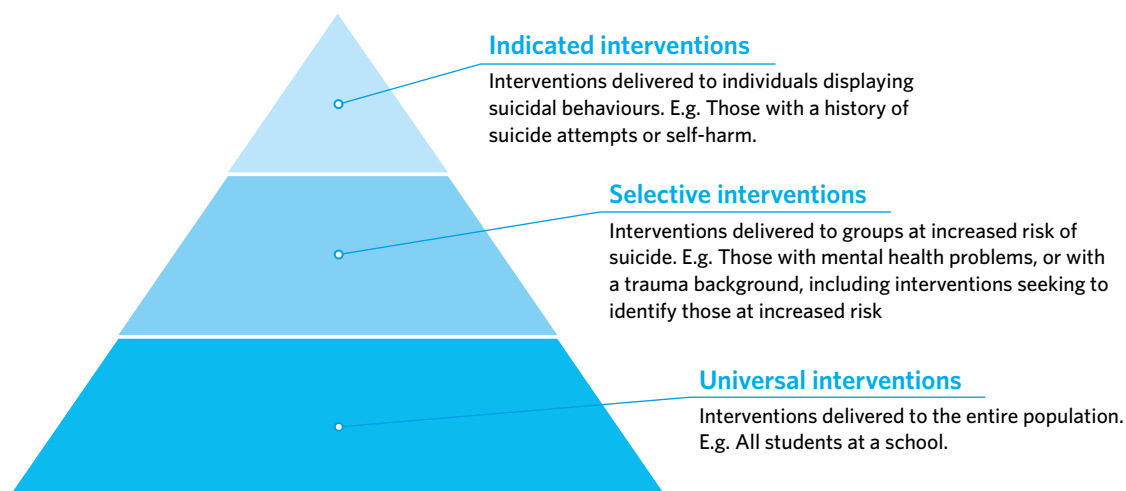 Indicated interventions
Interventions delivered to individuals displaying
suicidal behaviours. E.g. Those with a history of
suicide attempts or self-harm.
Selective interventions
Interventions delivered to groups at increased risk of
suicide. E.g. Those with mental health problems, or with
a trauma background, including interventions seeking to
identify those at increased risk
Universal interventions
Interventions delivered to the entire population.
E.g. All students at a school.